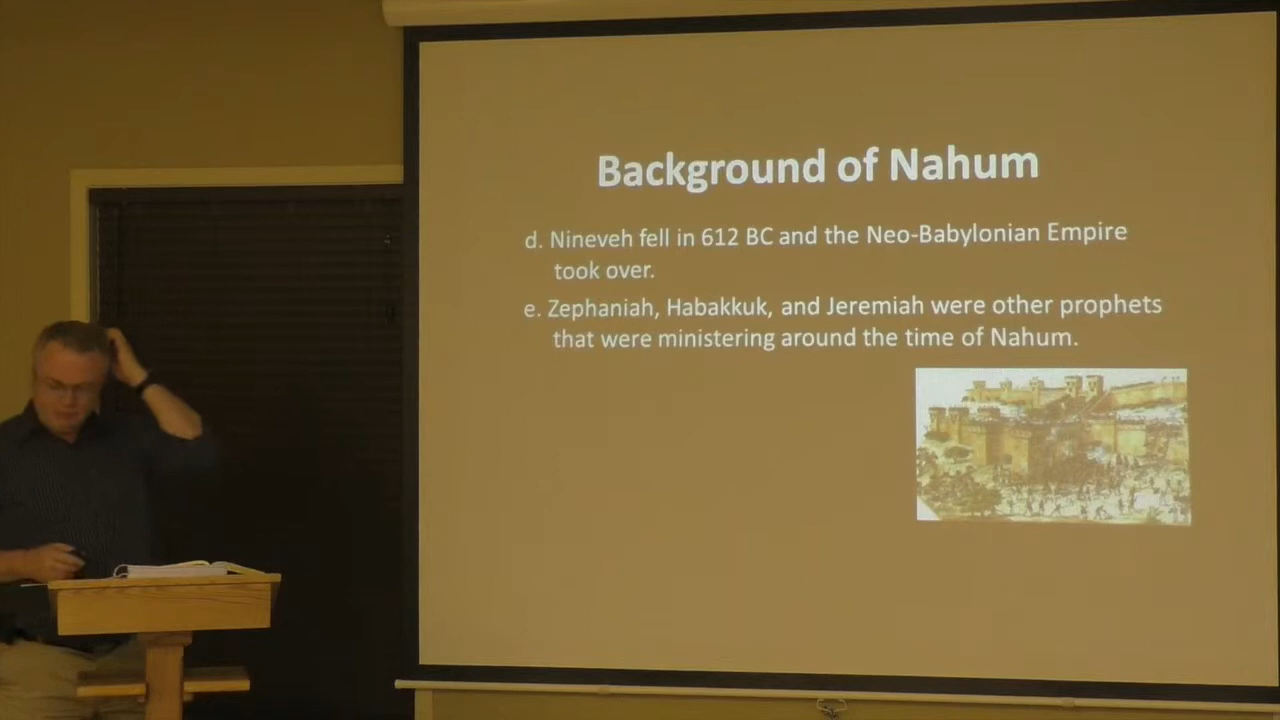 Background of Nahum
d. Nineveh fell in 612 BC and the Neo-Babylonian Empire
took over.
e. Zephaniah, Habakkuk, and Jeremiah were other prophets
that were ministering around the time of Nahum.